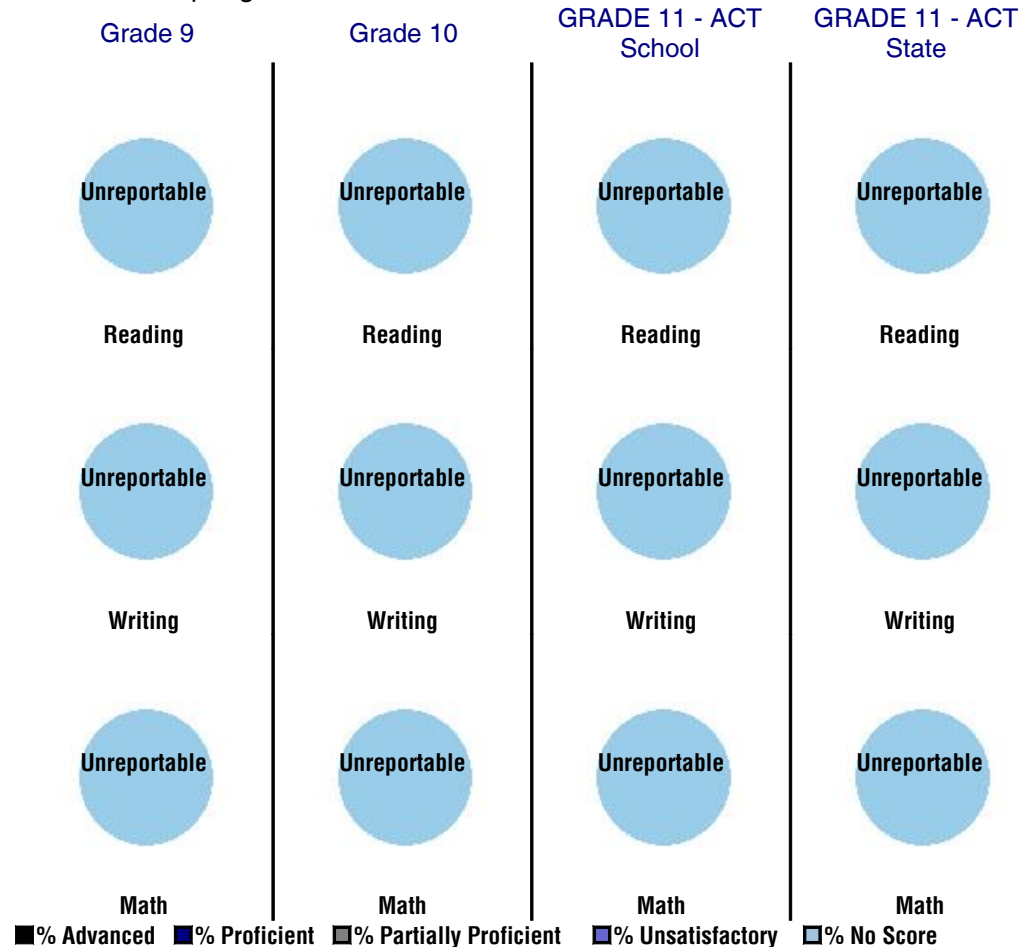 Grade 9 Grade 10 GRADE 11 - ACT GRADE 11 - ACT
School State
Unreportable Unreportable Unreportable Unreportable
Reading Reading Reading Reading
Unreportable Unreportable Unreportable Unreportable
Writing Writing Writing Writing
Unreportable Unreportable Unreportable Unreportable
Math Math Math Math
% Advanced % Proficient % Partially Proficient % Unsatisfactory % No Score